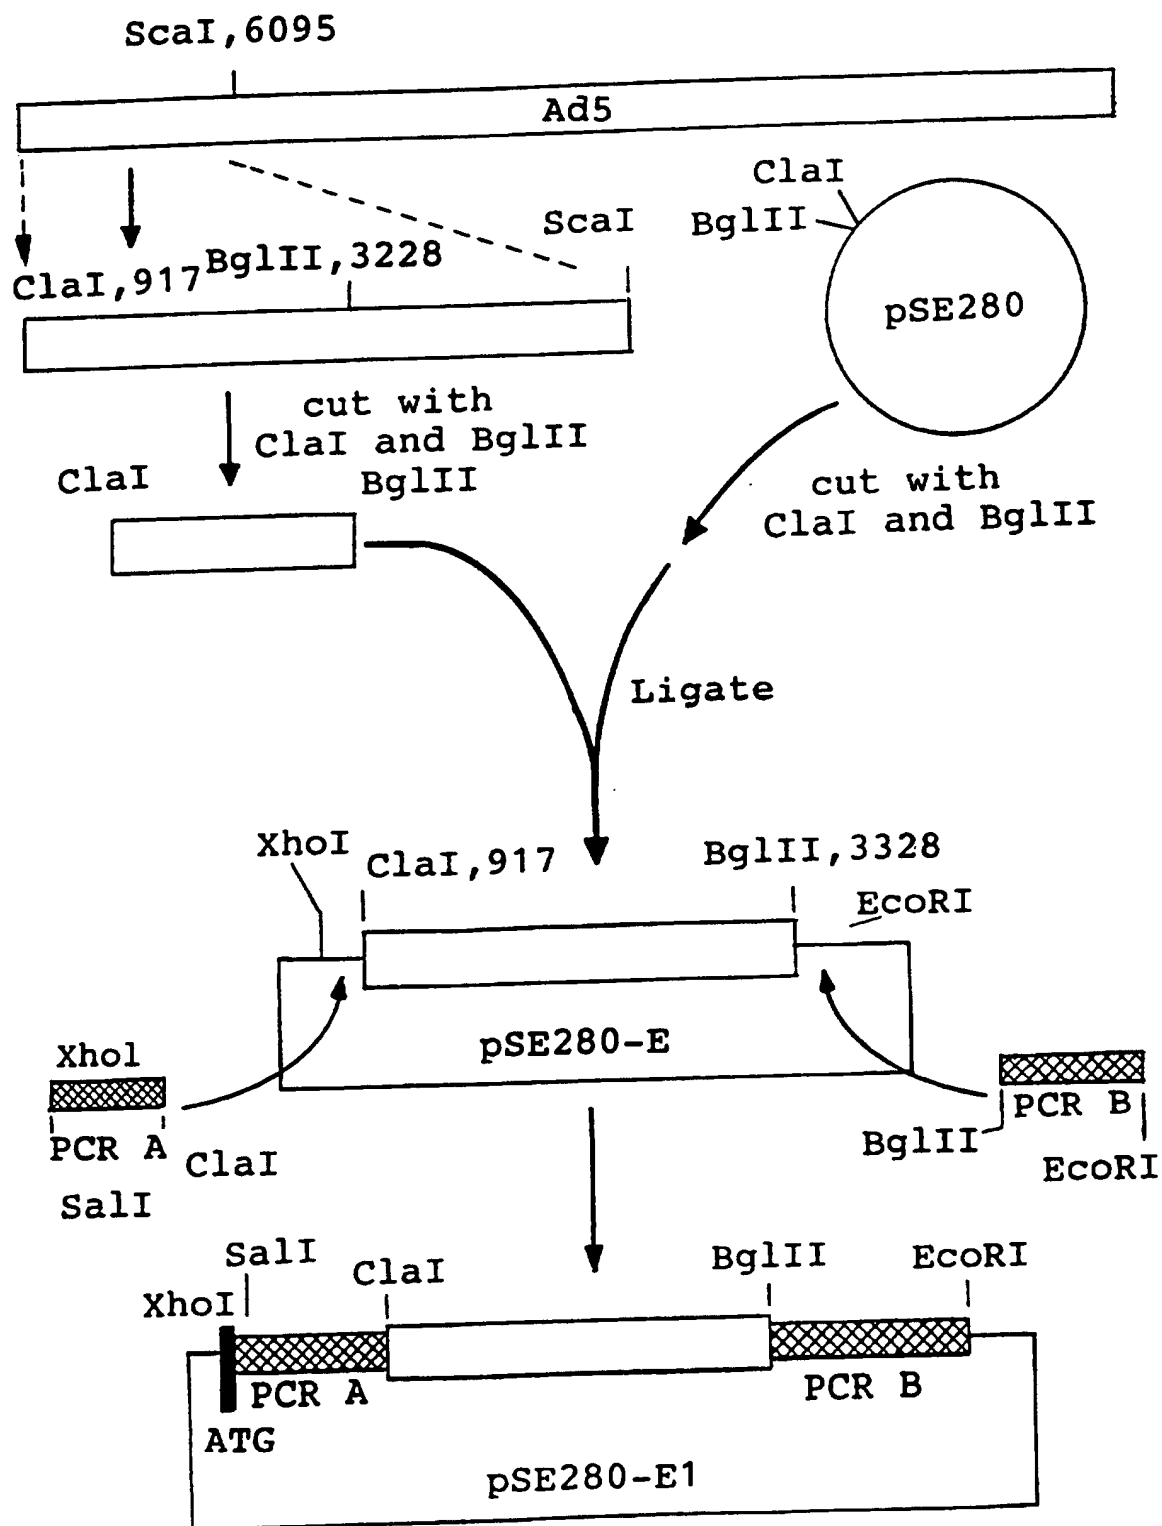 ScaI,6095
Ad5
ClaI
BglII
ScaI
pSE280
ClaI,917
BglII,3228
cut with
ClaI and BglII
ClaI
BglII
cut with
ClaI and BglII
Ligate
XhoI
ClaI,917
BglII,3328
EcoRI
pSE280-E
Xhol
PCR A
ClaI
SalI
PCR B
BglII
EcoRI
SalI
ClaI
BglII
EcoRI
XhoI
PCR A
PCR B
ATG
pSE280-E1